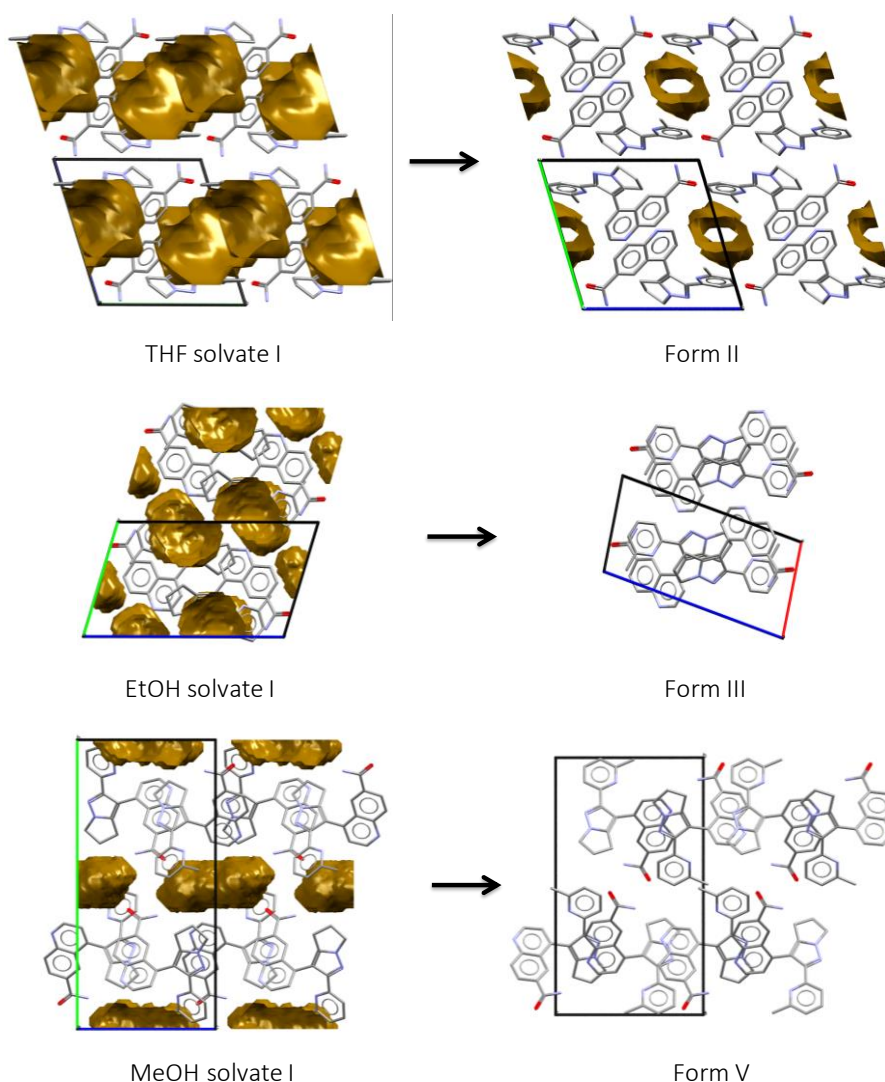 THF solvate I
Form II
EtOH solvate I
Form III
MeOH solvate I
Form V